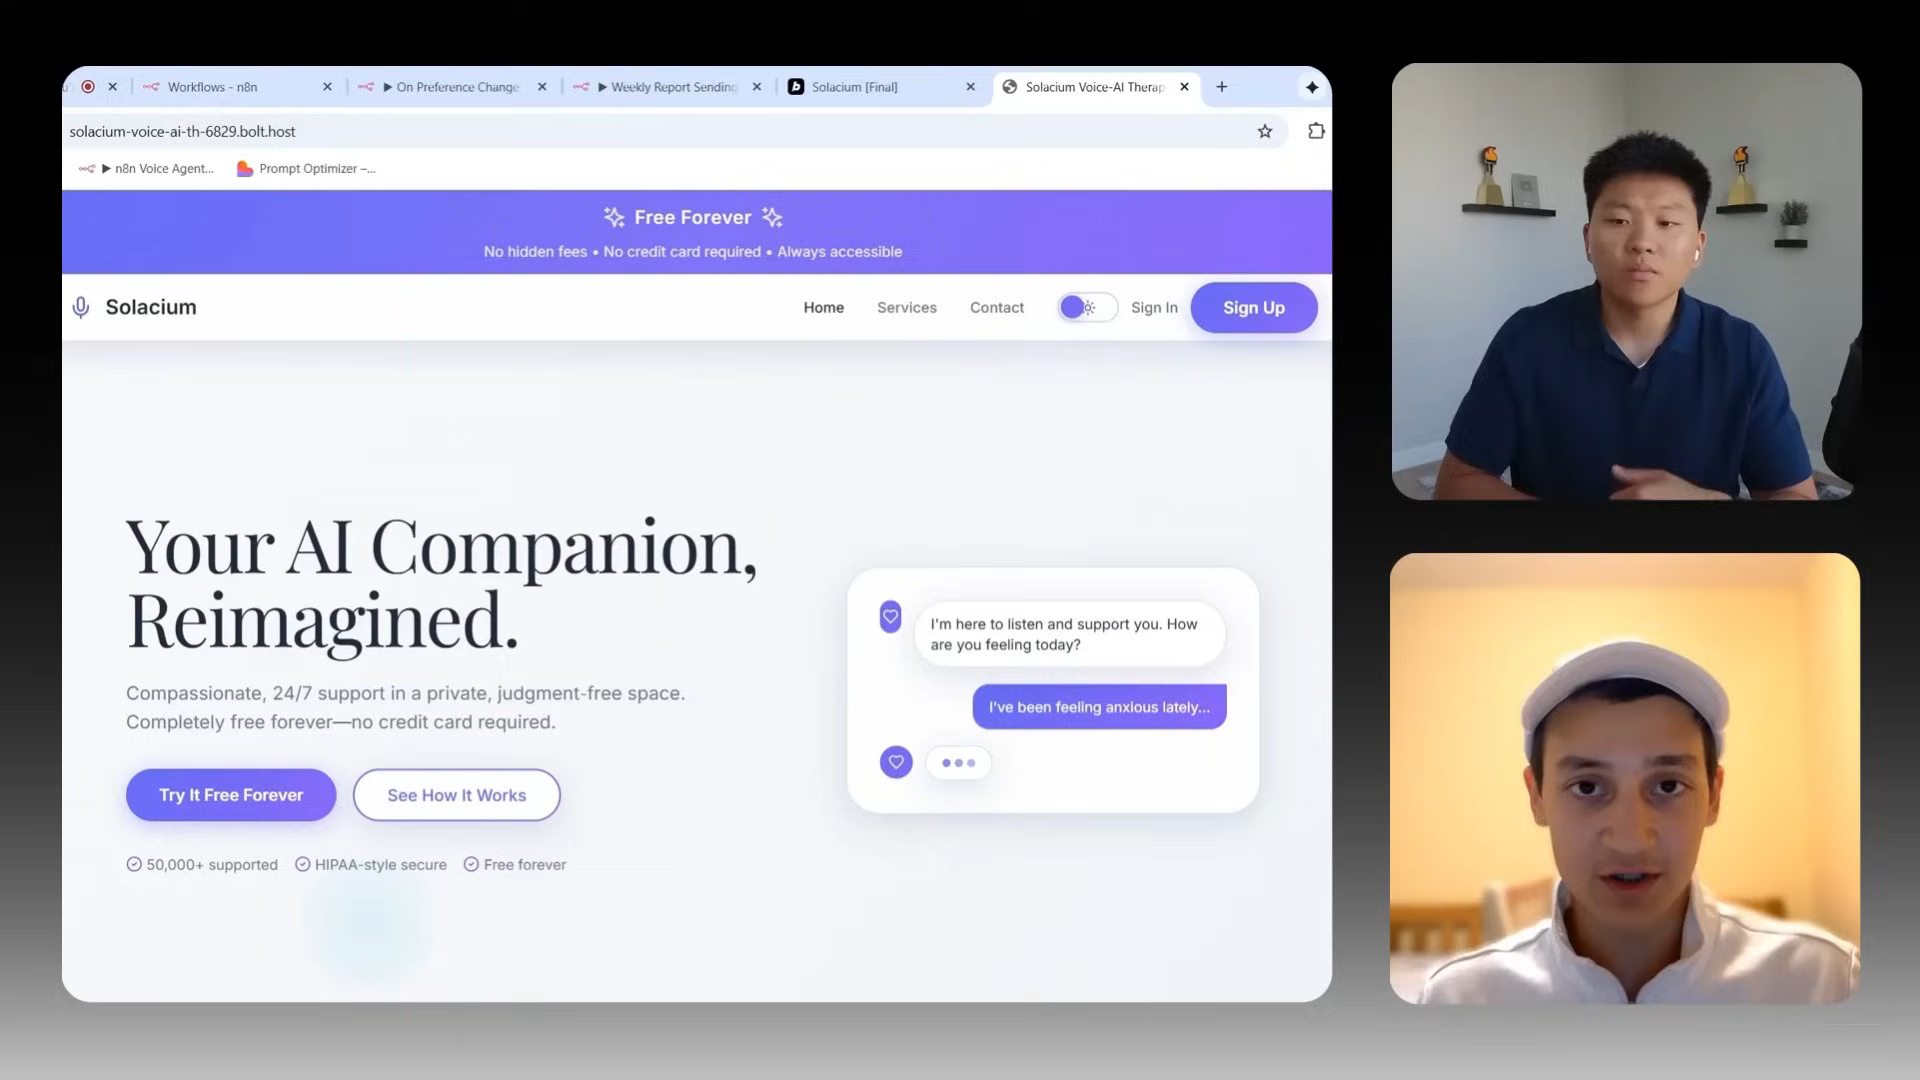 Workflows - n8n
On Preference Change
Weekly Report Sending
Solacium [Final]
Solacium Voice-AI Therap
solacium-voice-ai-th-6829.bolt.host
n8n Voice Agent...
Prompt Optimizer –...
Free Forever
No hidden fees • No credit card required • Always accessible
Solacium
Home
Services
Contact
Sign In
Sign Up
Your AI Companion,
Reimagined.
Compassionate, 24/7 support in a private, judgment-free space.
Completely free forever—no credit card required.
Try It Free Forever
See How It Works
50,000+ supported
HIPAA-style secure
Free forever
I'm here to listen and support you. How
are you feeling today?
I've been feeling anxious lately...